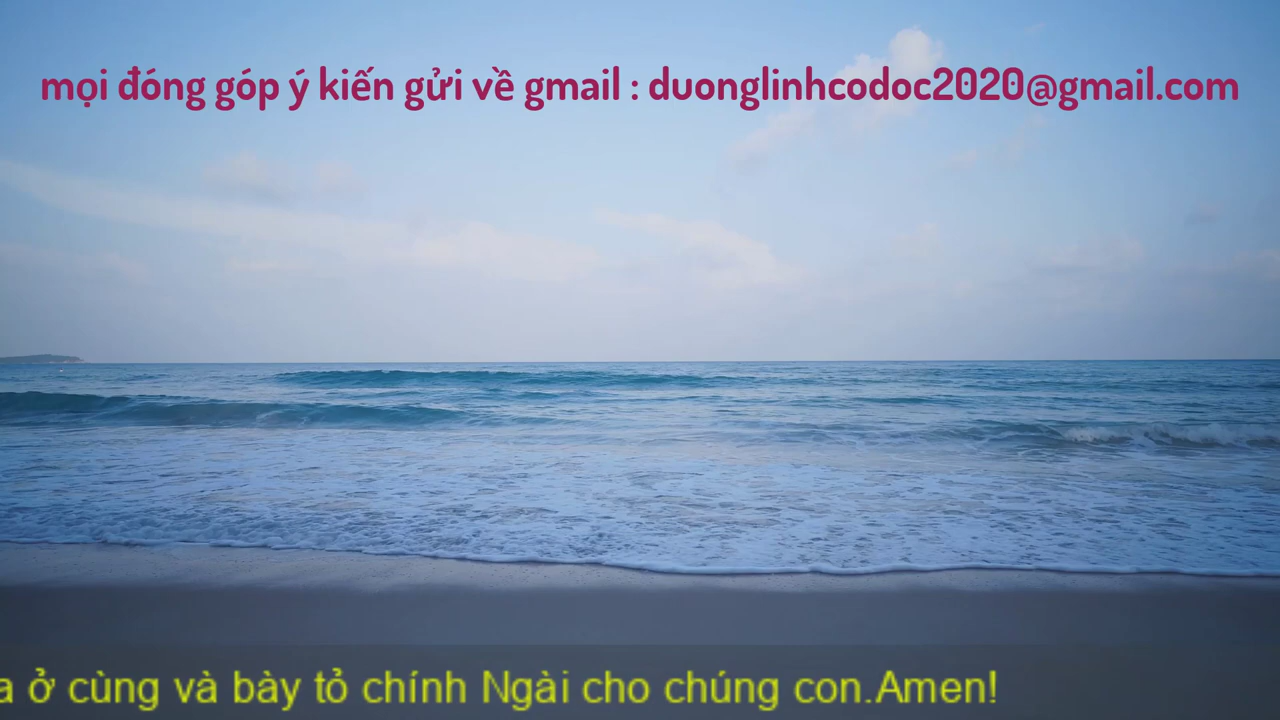 mọi đóng góp ý kiến gửi về gmail : duonglinhcodoc2020@gmail.com
ở cùng và bày tỏ chính Ngài cho chúng con.Amen!